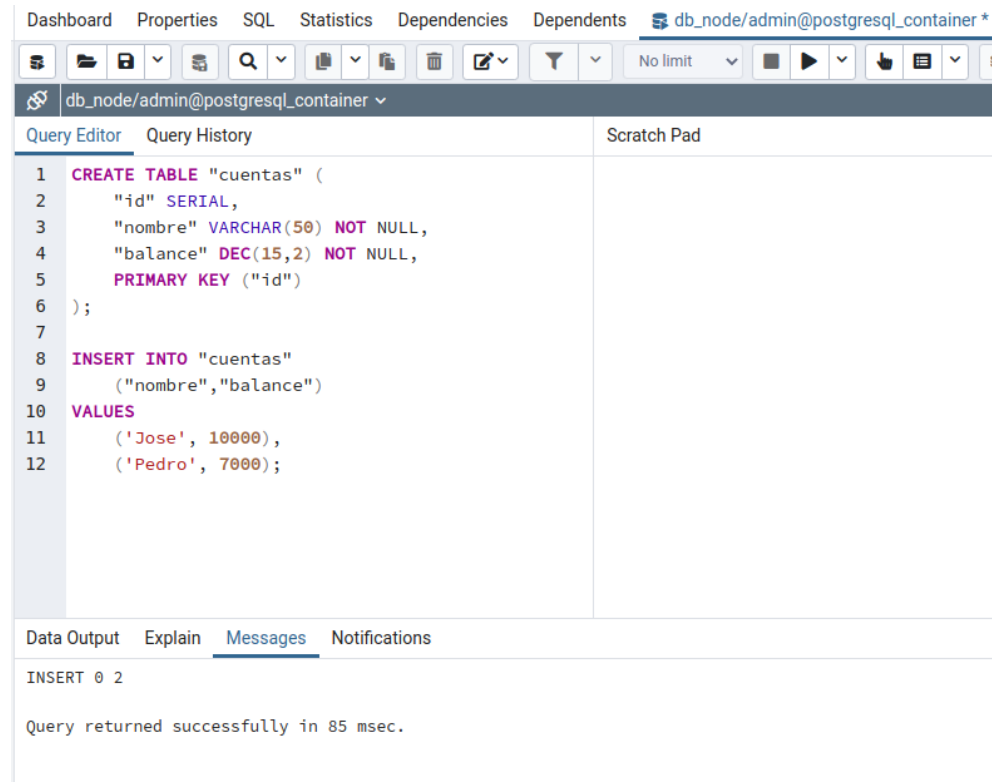 Dashboard Properties SQL Statistics Dependencies Dependents db_node/admin@postgresql_container *
No limit
db_node/admin@postgresql_container
Query Editor Query History Scratch Pad
1 CREATE TABLE "cuentas" (
2 "id" SERIAL,
3 "nombre" VARCHAR(50) NOT NULL,
4 "balance" DEC(15,2) NOT NULL,
5 PRIMARY KEY ("id")
6 );
7
8 INSERT INTO "cuentas"
9 ("nombre","balance")
10 VALUES
11 ('Jose', 10000),
12 ('Pedro', 7000);
Data Output Explain Messages Notifications
INSERT 0 2
Query returned successfully in 85 msec.